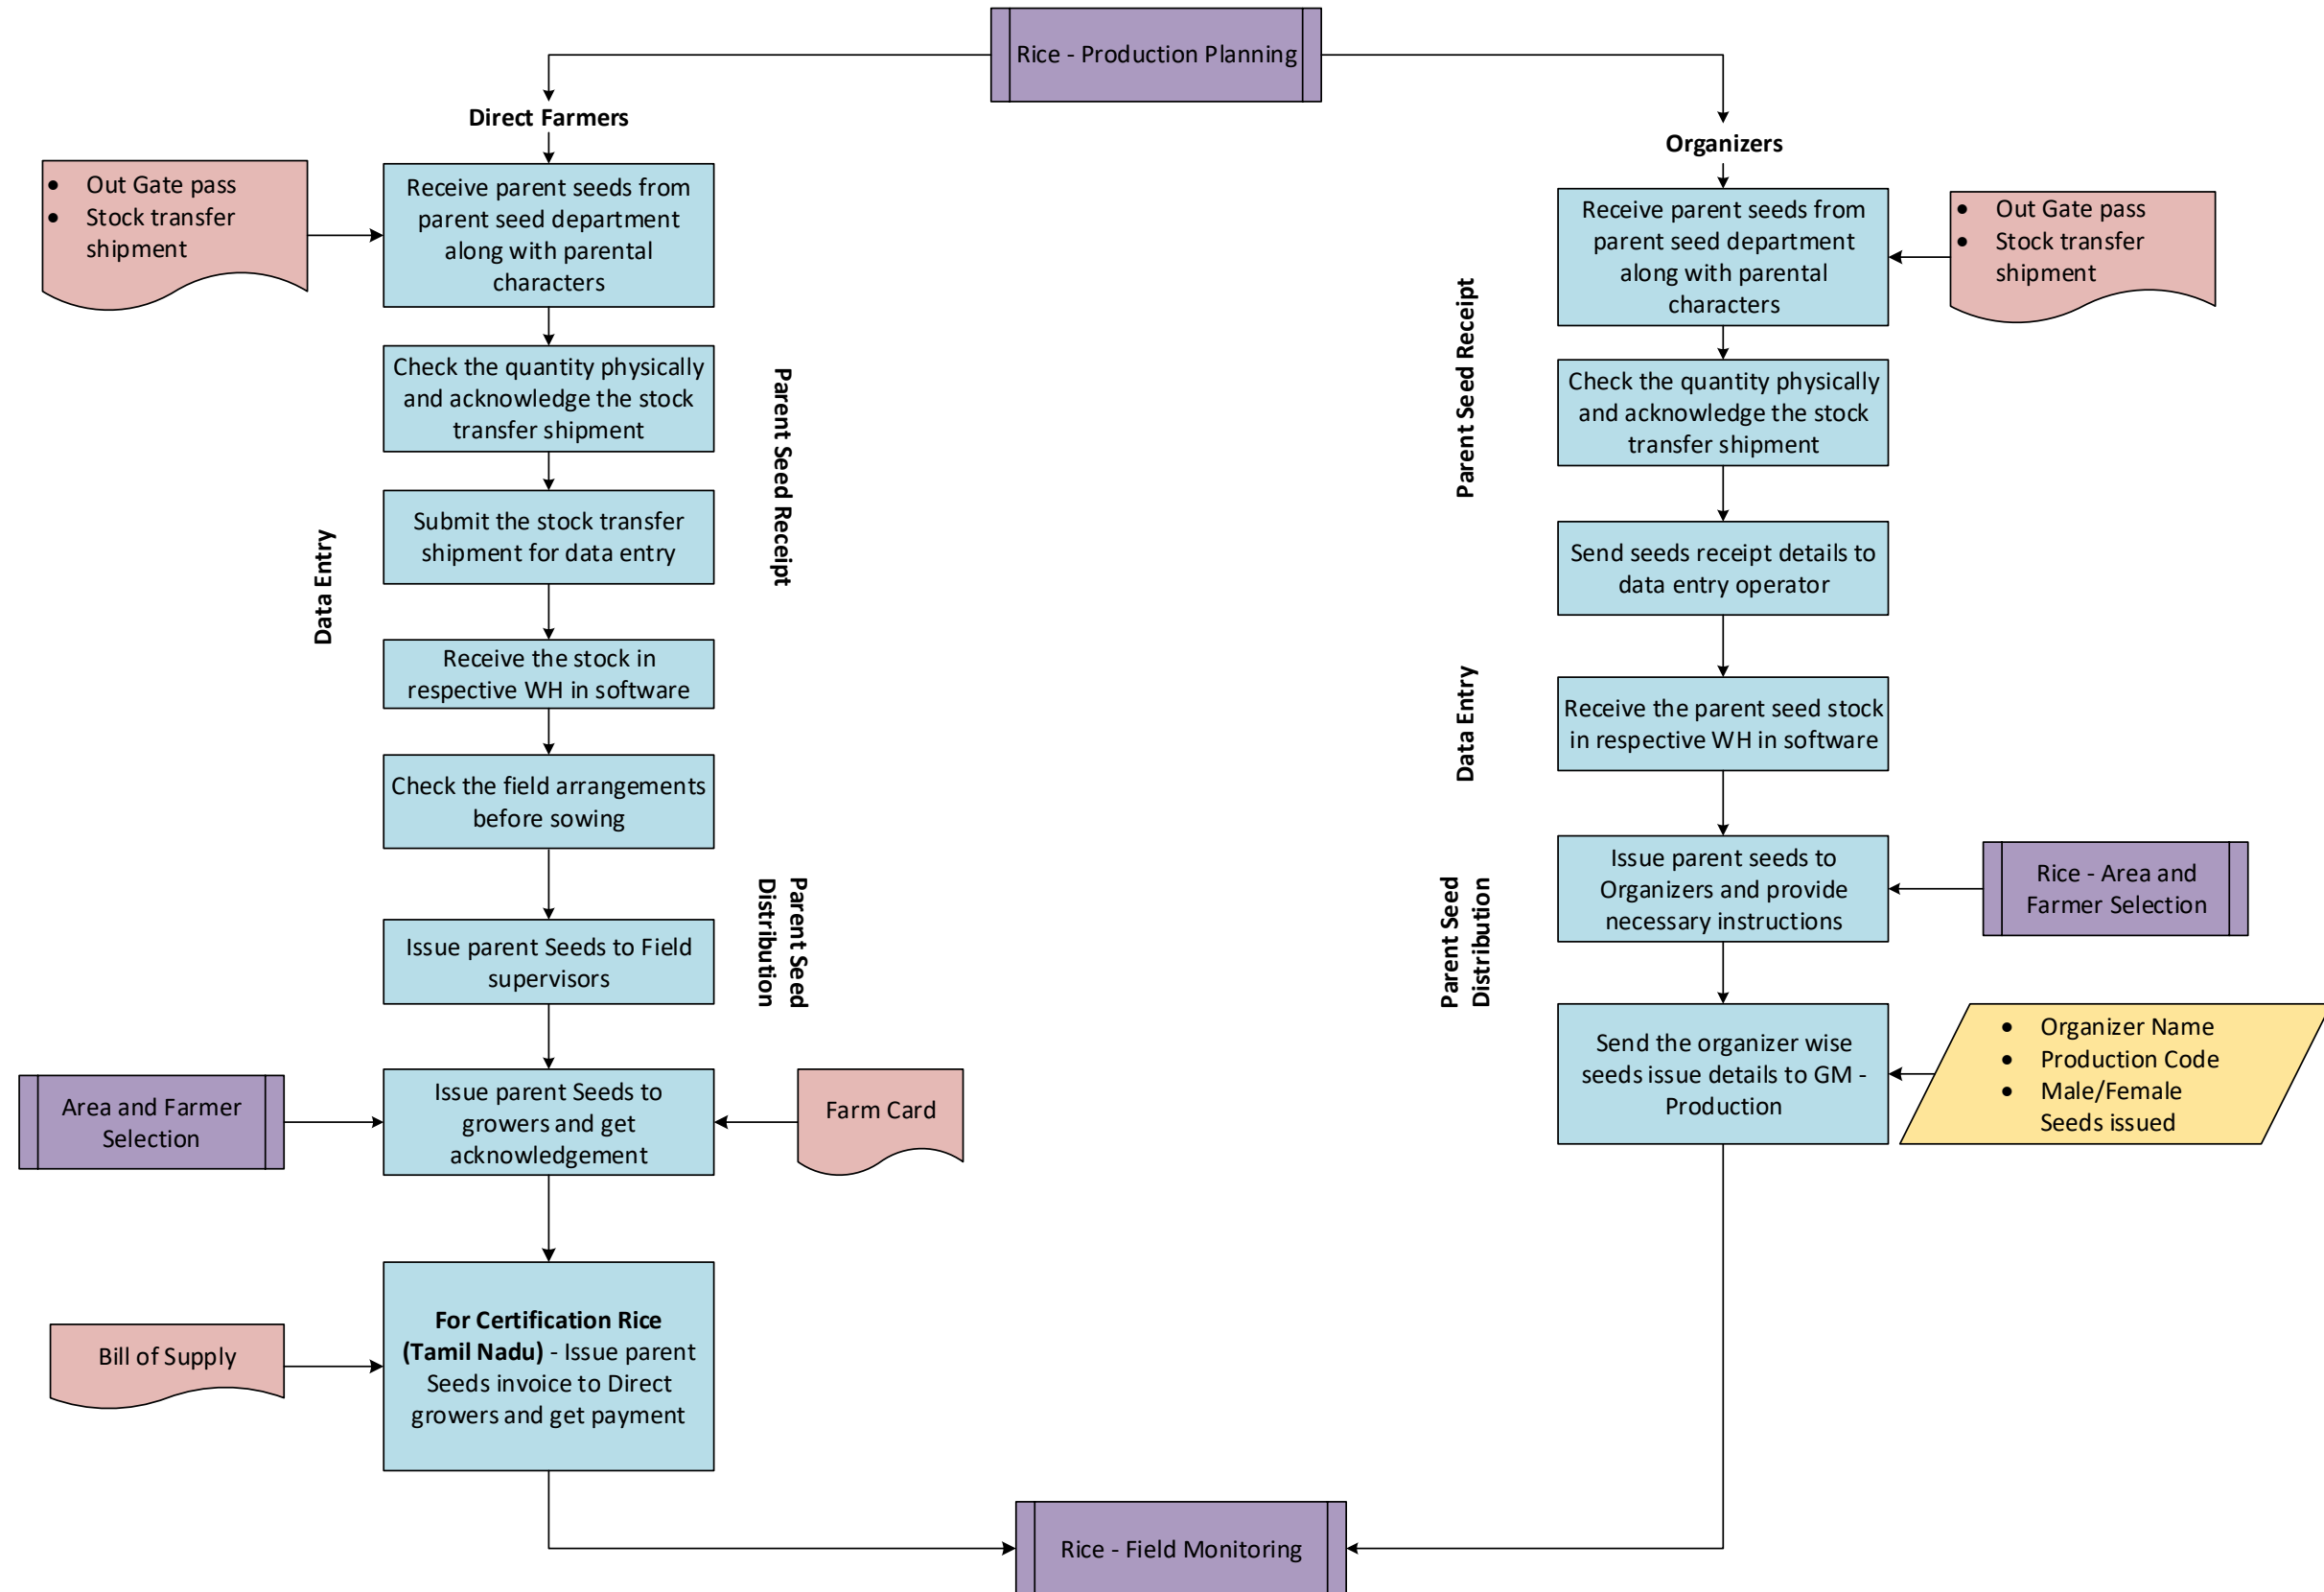 Rice - Production Planning
Direct Farmers
Organizers
• Out Gate pass
• Stock transfer
shipment
Receive parent seeds from
parent seed department
along with parental
characters
Receive parent seeds from
parent seed department
along with parental
characters
• Out Gate pass
• Stock transfer
shipment
Check the quantity physically
and acknowledge the stock
transfer shipment
Parent Seed Receipt
Parent Seed Receipt
Check the quantity physically
and acknowledge the stock
transfer shipment
Data Entry
Submit the stock transfer
shipment for data entry
Send seeds receipt details to
data entry operator
Receive the stock in
respective WH in software
Data Entry
Receive the parent seed stock
in respective WH in software
Check the field arrangements
before sowing
Parent Seed
Distribution
Parent Seed
Distribution
Issue parent seeds to
Organizers and provide
necessary instructions
Rice - Area and
Farmer Selection
Issue parent Seeds to Field
supervisors
Send the organizer wise
seeds issue details to GM -
Production
• Organizer Name
• Production Code
• Male/Female
Seeds issued
Area and Farmer
Selection
Issue parent Seeds to
growers and get
acknowledgement
Farm Card
Bill of Supply
For Certification Rice
(Tamil Nadu) - Issue parent
Seeds invoice to Direct
growers and get payment
Rice - Field Monitoring